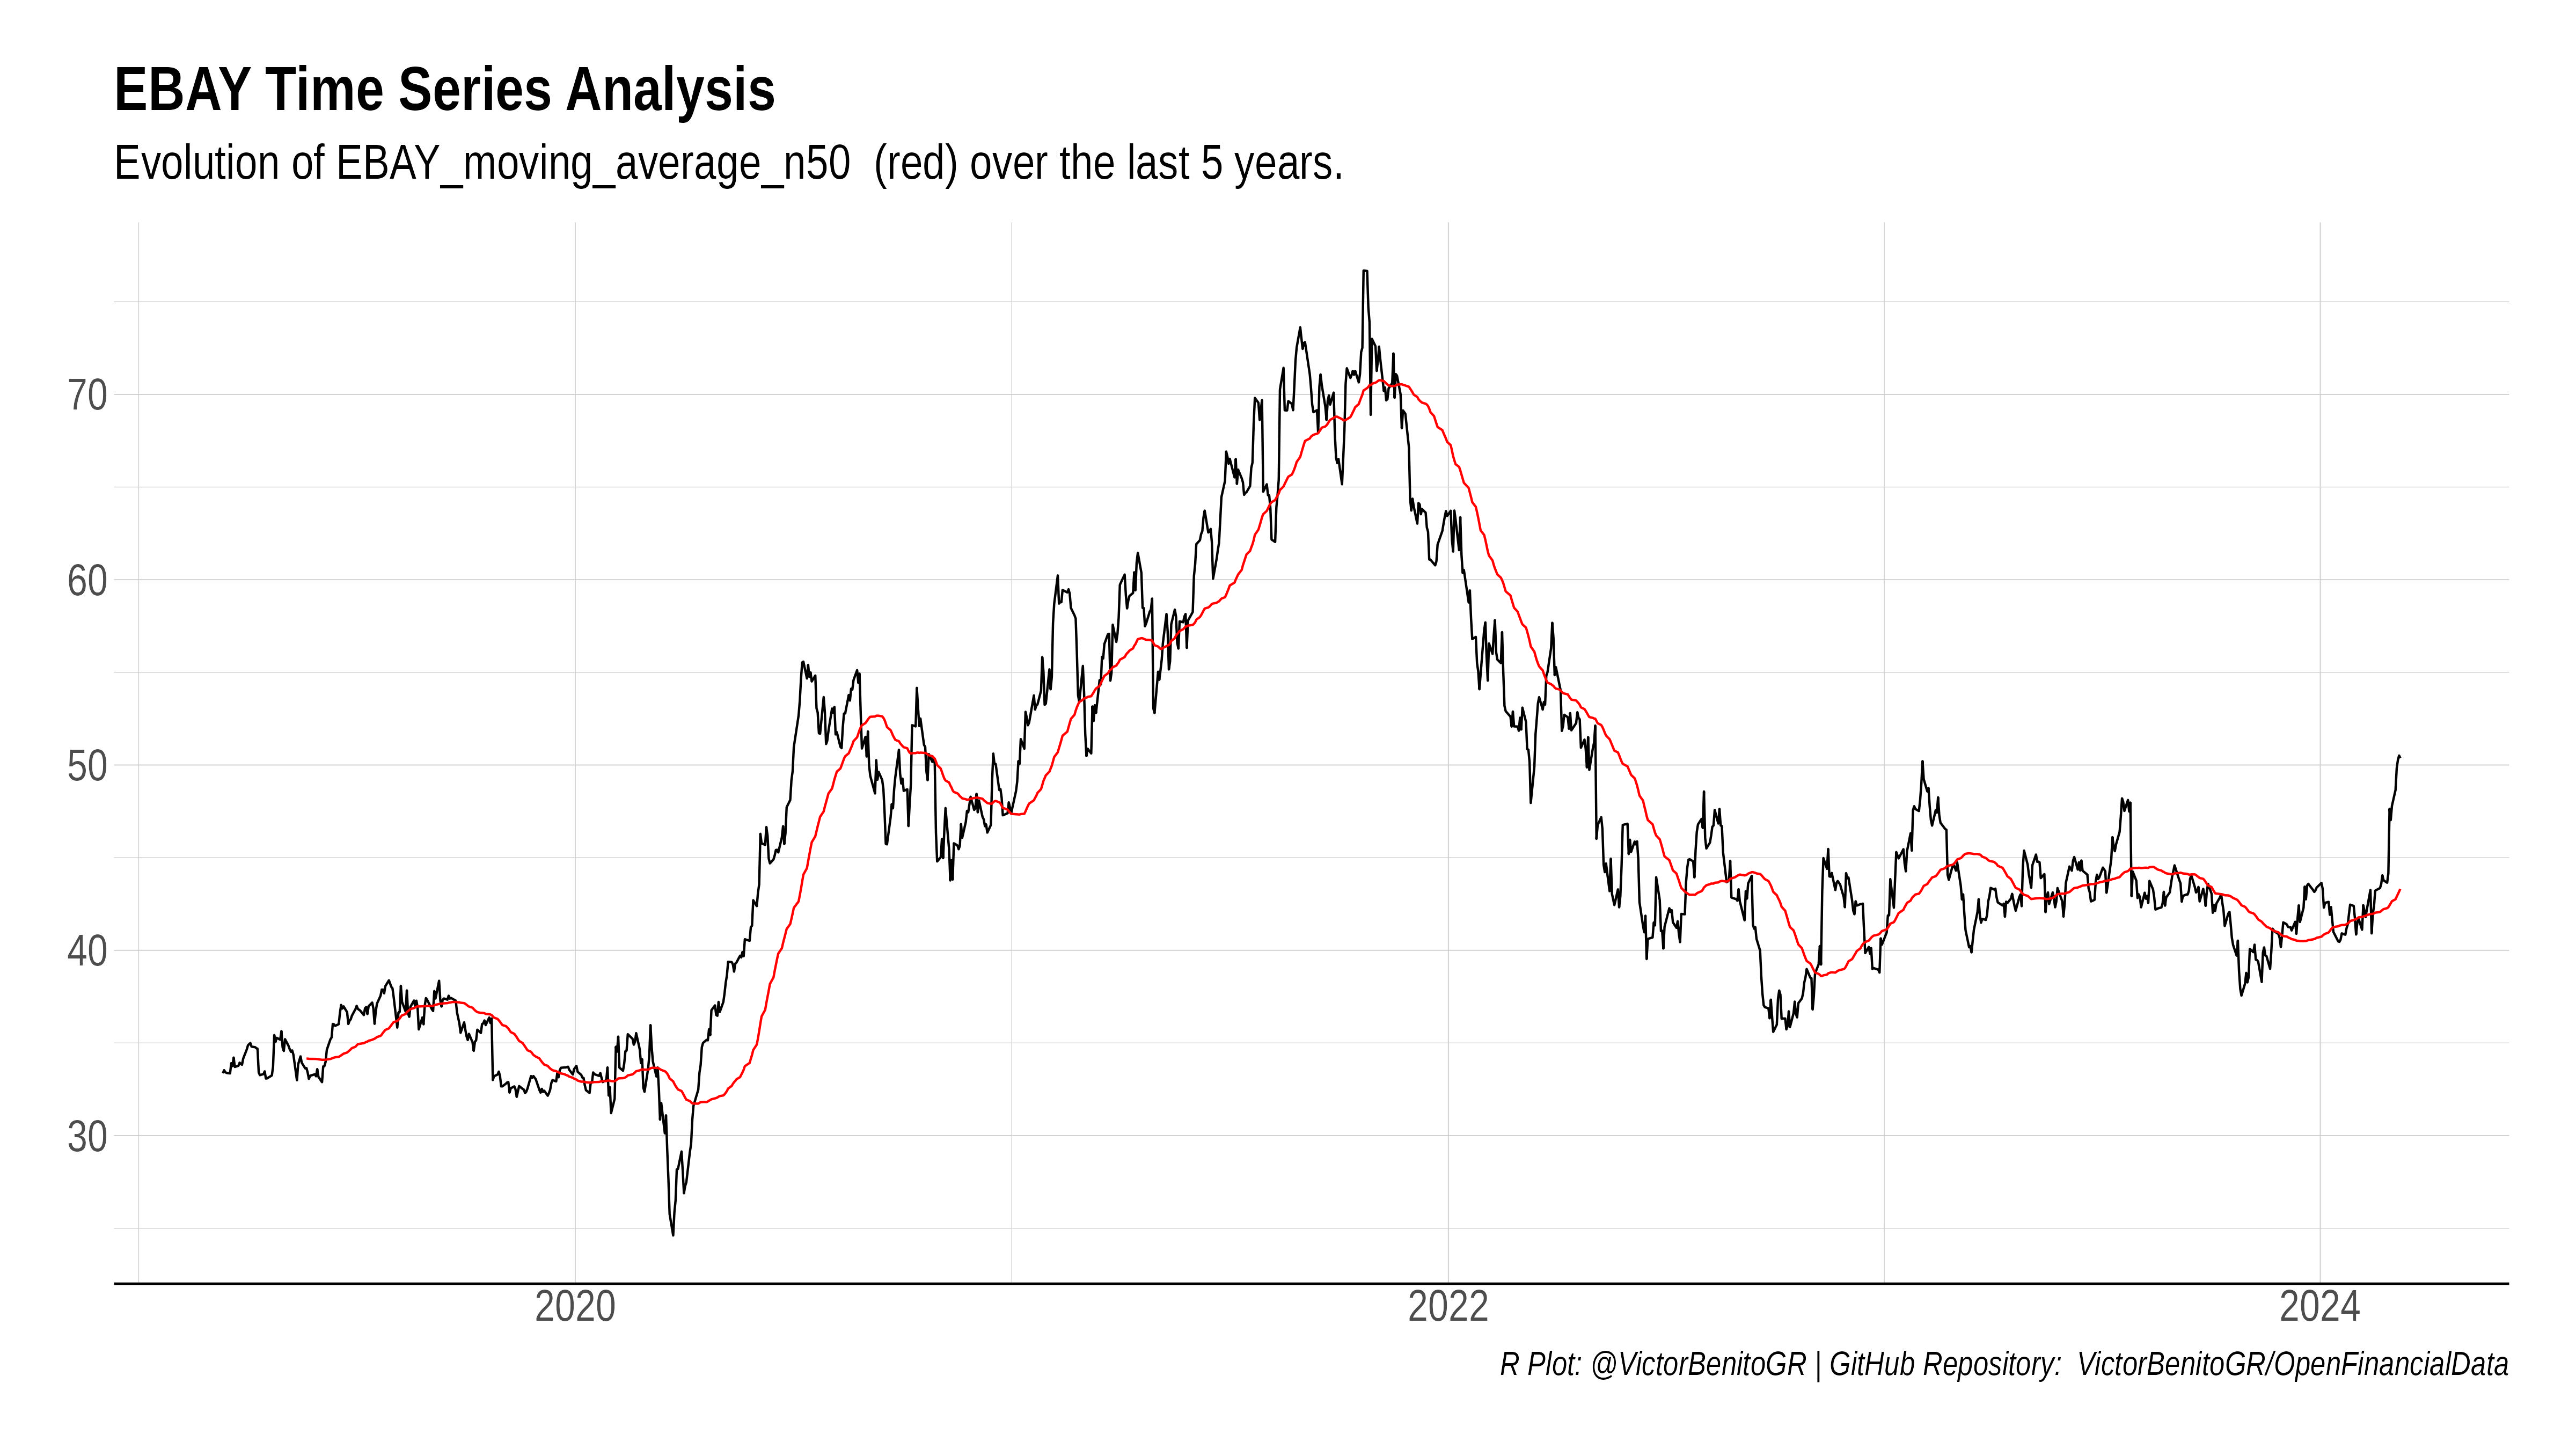 EBAY Time Series Analysis
Evolution of EBAY_moving_average_n50  (red) over the last 5 years.
70
60
50
40
30
2020 2022 2024
R Plot: @VictorBenitoGR | GitHub Repository:  VictorBenitoGR/OpenFinancialData